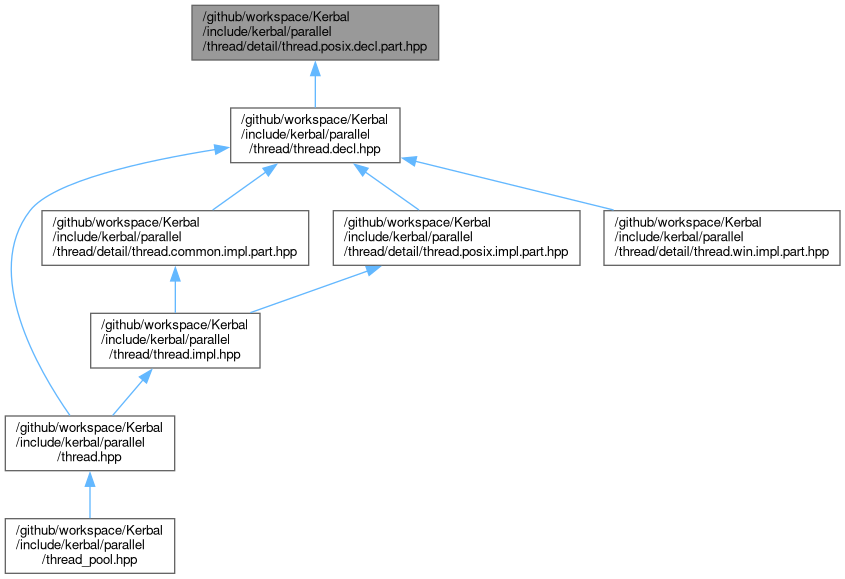 /github/workspace/Kerbal
/include/kerbal/parallel
/thread/detail/thread.posix.decl.part.hpp
/github/workspace/Kerbal
/include/kerbal/parallel
/thread/thread.decl.hpp
/github/workspace/Kerbal
/include/kerbal/parallel
/thread/detail/thread.common.impl.part.hpp
/github/workspace/Kerbal
/include/kerbal/parallel
/thread/detail/thread.posix.impl.part.hpp
/github/workspace/Kerbal
/include/kerbal/parallel
/thread/detail/thread.win.impl.part.hpp
/github/workspace/Kerbal
/include/kerbal/parallel
/thread/thread.impl.hpp
/github/workspace/Kerbal
/include/kerbal/parallel
/thread.hpp
/github/workspace/Kerbal
/include/kerbal/parallel
/thread_pool.hpp